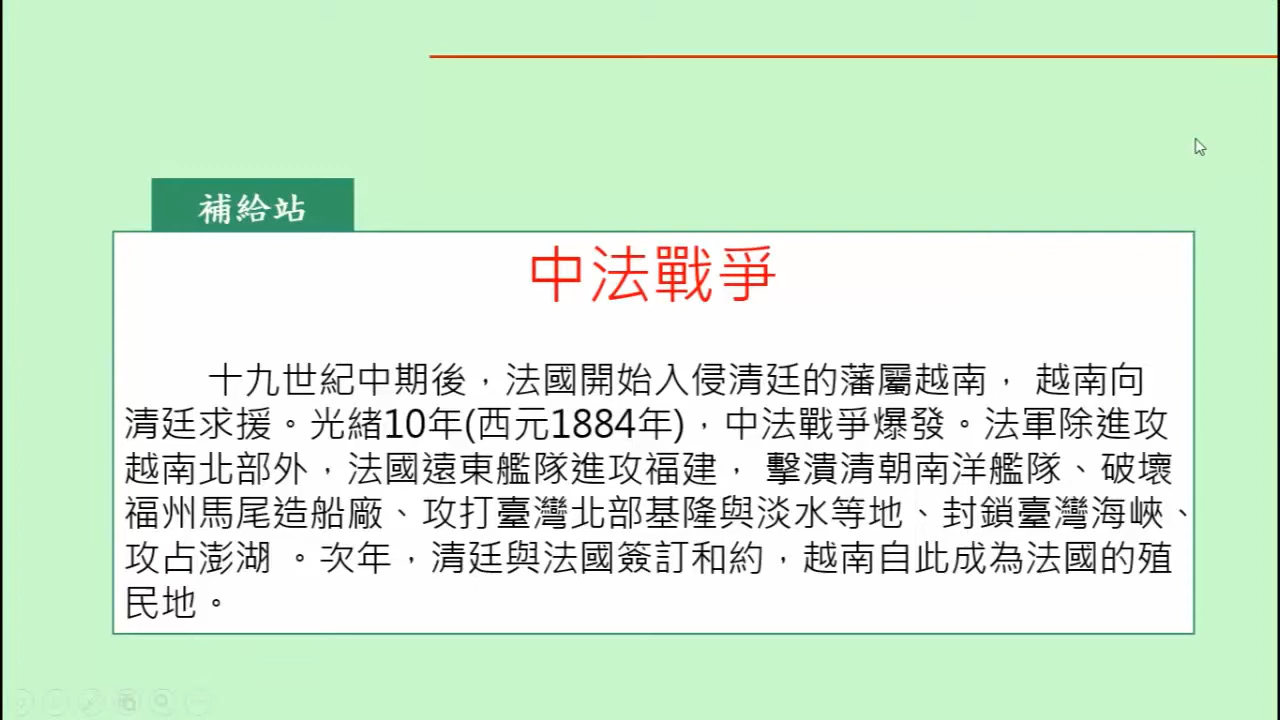 補給站
中法戰爭
十九世紀中期後，法國開始入侵清廷的藩屬越南， 越南向
清廷求援。光緒10年(西元1884年)，中法戰爭爆發。法軍除進攻
越南北部外，法國遠東艦隊進攻福建， 擊潰清朝南洋艦隊、破壞
福州馬尾造船廠、攻打臺灣北部基隆與淡水等地、封鎖臺灣海峽、
攻占澎湖 。次年，清廷與法國簽訂和約，越南自此成為法國的殖
民地。